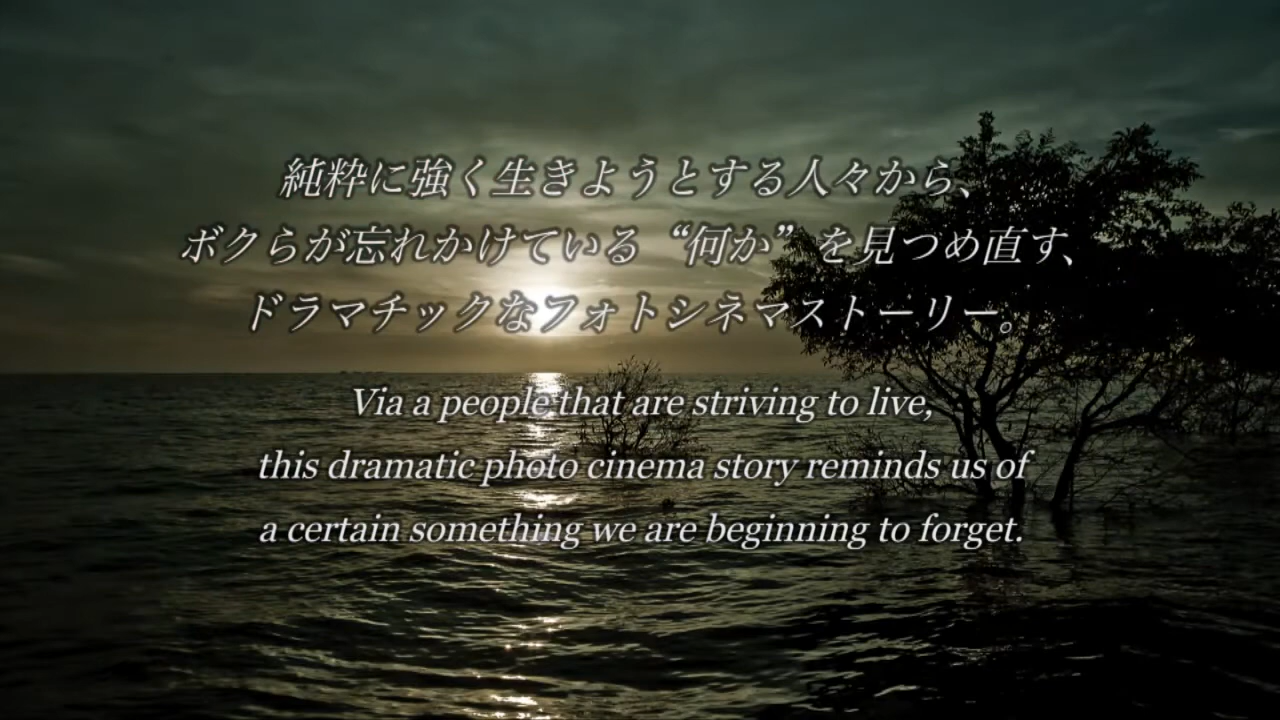 純粋に強く生きようとする人々から、
ボクらが忘れかけている“何か”を見つめ直す、
ドラマチックなフォトシネマストーリー。
Via a people that are striving to live,
this dramatic photo cinema story reminds us of
a certain something we are beginning to forget.